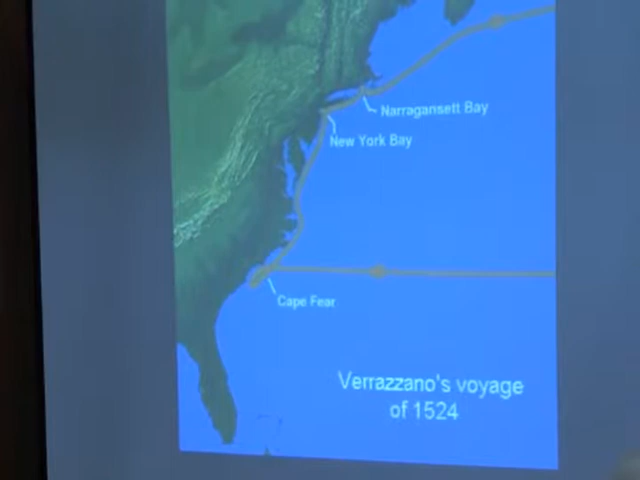 Narragansett Bay
New York Bay
Cape Fear
Verrazzano's voyage
of 1524